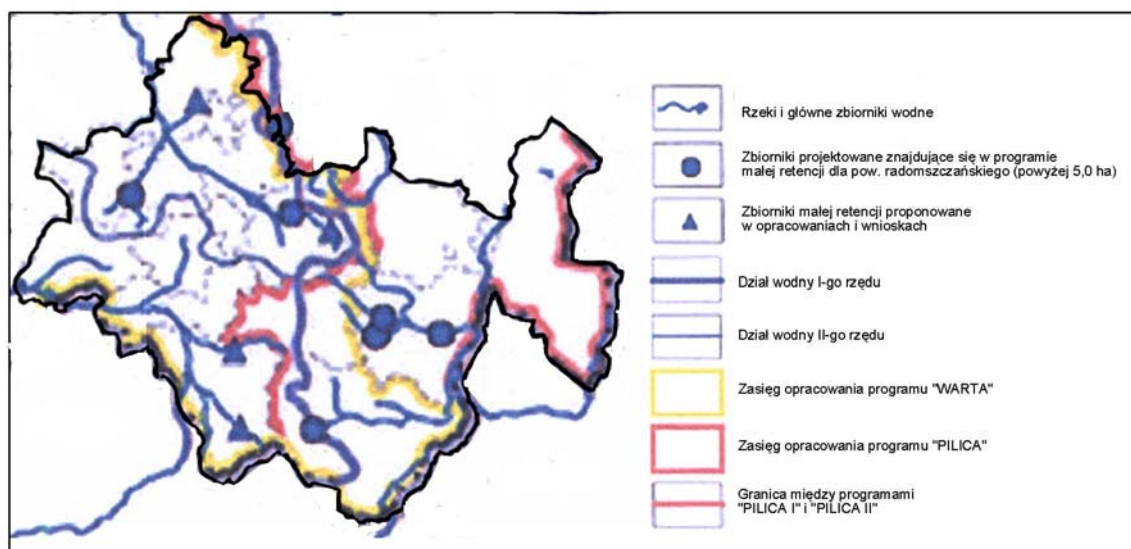 Rzeki i główne zbiorniki wodne
Zbiorniki projektowane znajdujące się w programie
małej retencji dla pow. radomszczańskiego (powyżej 5,0 ha)
Zbiorniki małej retencji proponowane
w opracowaniach i wnioskach
Dział wodny I-go rzędu
Dział wodny II-go rzędu
Zasięg opracowania programu "WARTA"
Zasięg opracowania programu "PILICA"
Granica między programami
"PILICA I" i "PILICA II"